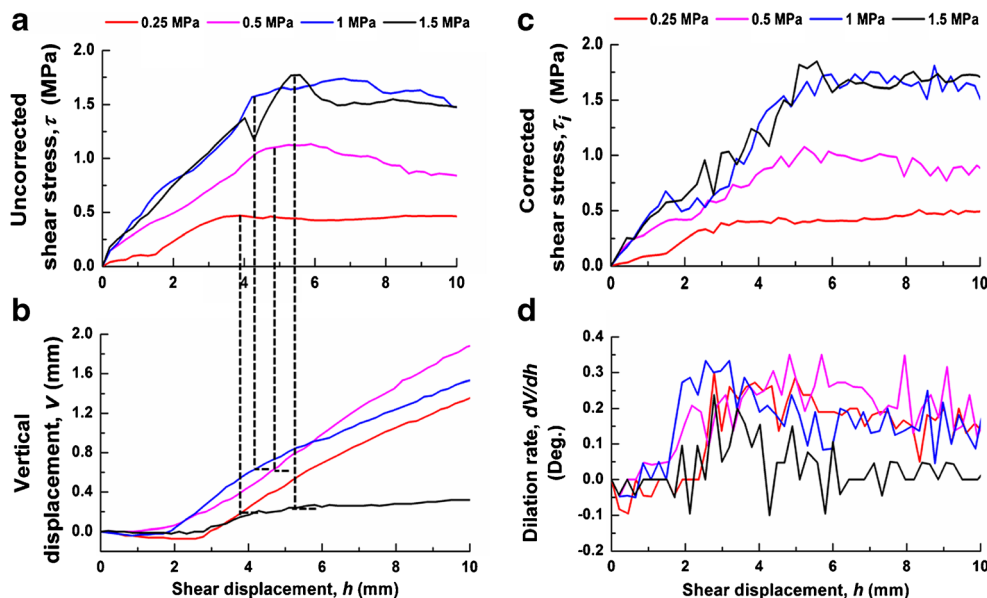 a
0.25 MPa 0.5 MPa 1 MPa 1.5 MPa
Uncorrected
shear stress, τ (MPa)
2.0
1.5
1.0
0.5
0.0
0 2 4 6 8 10
b
Vertical
displacement, V (mm)
2.0
1.6
1.2
0.8
0.4
0.0
0 2 4 6 8 10
Shear displacement, h (mm)
c
0.25 MPa 0.5 MPa 1 MPa 1.5 MPa
Corrected
shear stress, τj (MPa)
2.0
1.5
1.0
0.5
0.0
0 2 4 6 8 10
d
Dilation rate, dV/dh
(Deg.)
0.4
0.3
0.2
0.1
0.0
-0.1
-0.2
0 2 4 6 8 10
Shear displacement, h (mm)